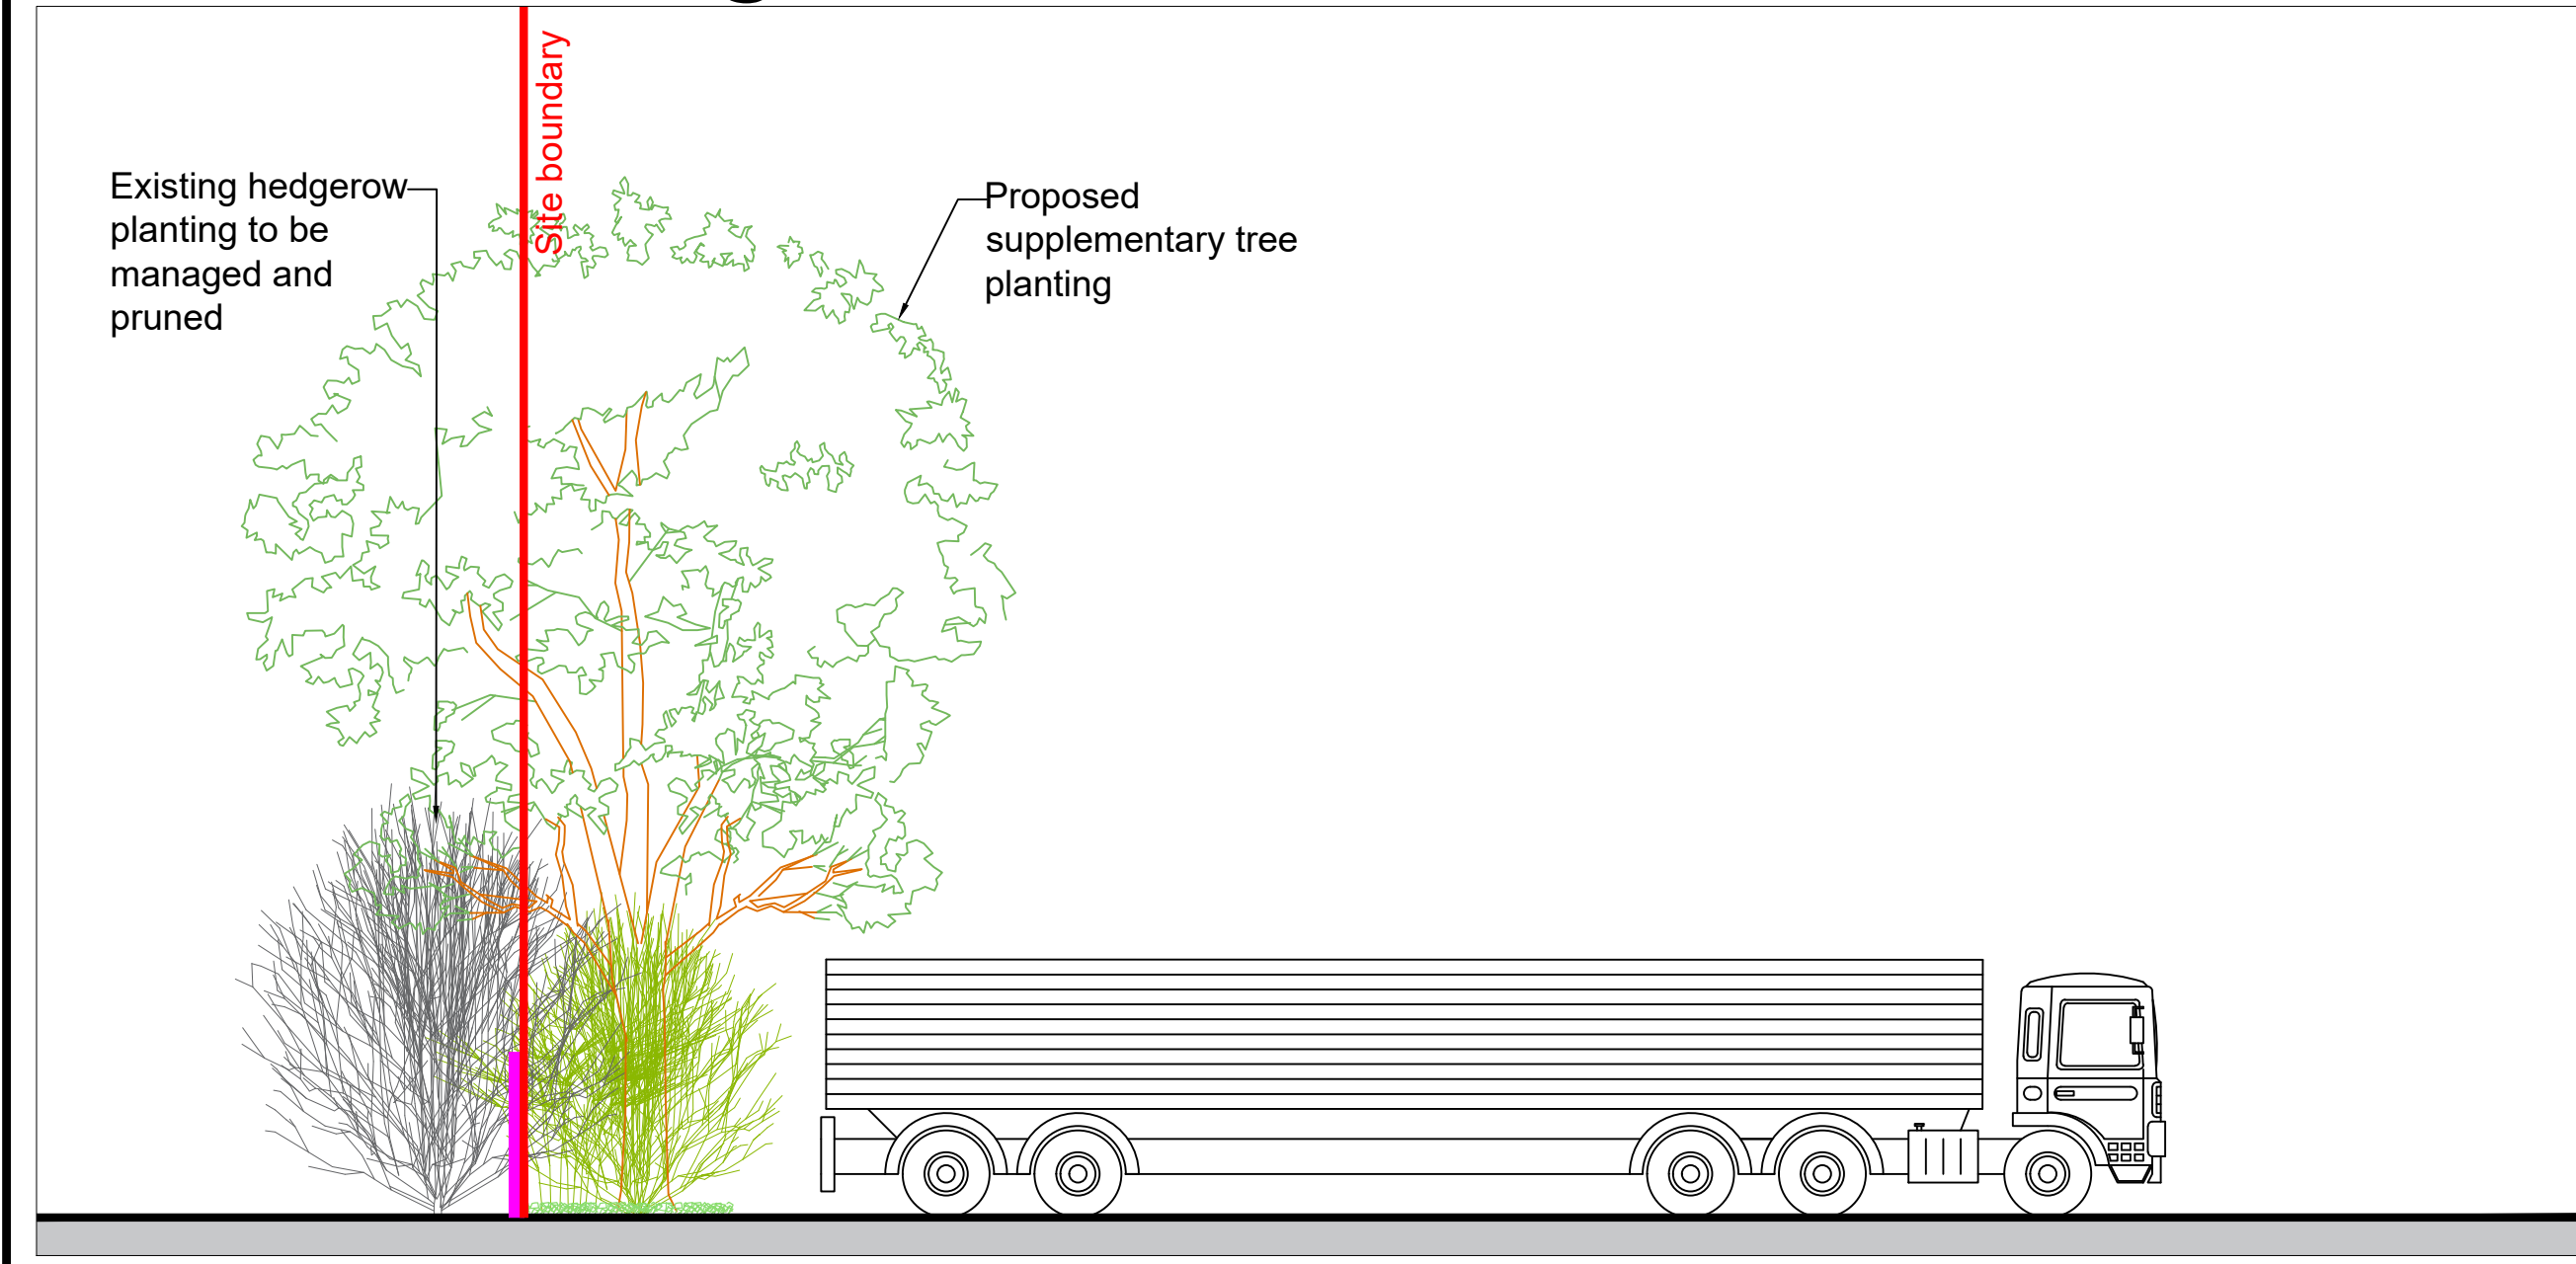 Site boundary
Existing hedgerow
planting to be
managed and
pruned
Proposed
supplementary tree
planting